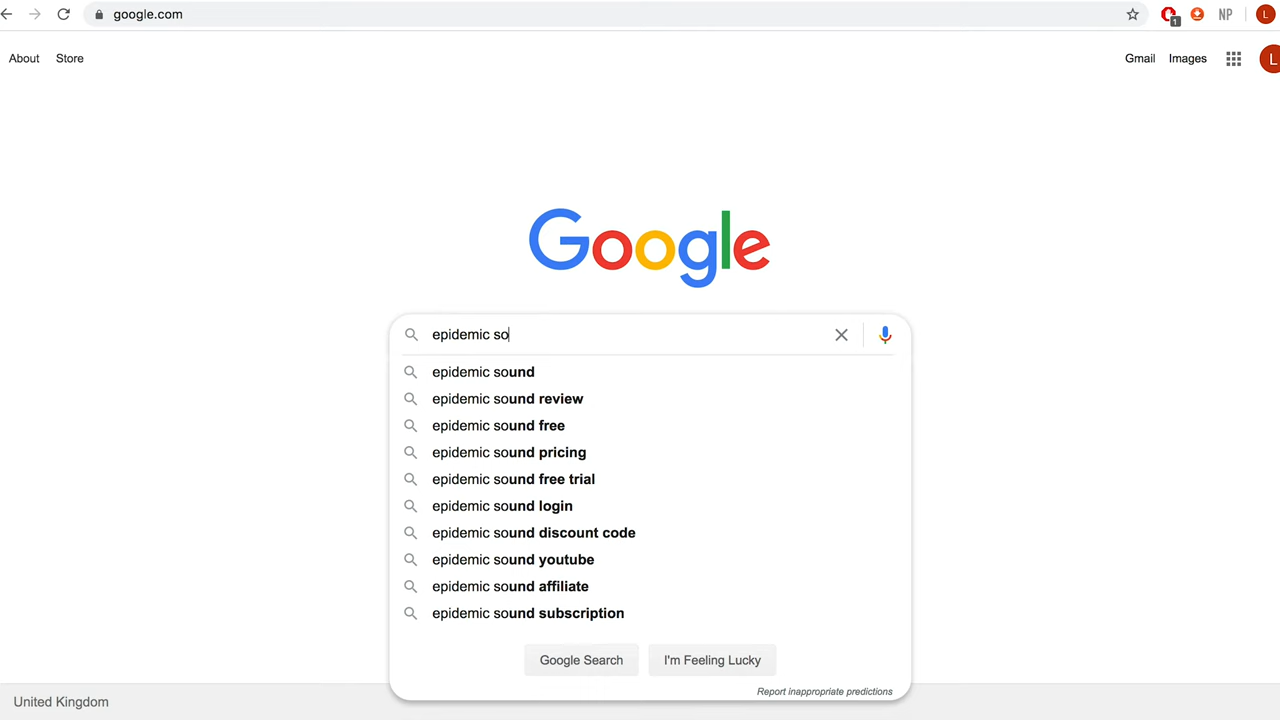 google.com
1
NP
L
About Store
Gmail Images
L
Google
epidemic so
epidemic sound
epidemic sound review
epidemic sound free
epidemic sound pricing
epidemic sound free trial
epidemic sound login
epidemic sound discount code
epidemic sound youtube
epidemic sound affiliate
epidemic sound subscription
Google Search I'm Feeling Lucky
Report inappropriate predictions
United Kingdom